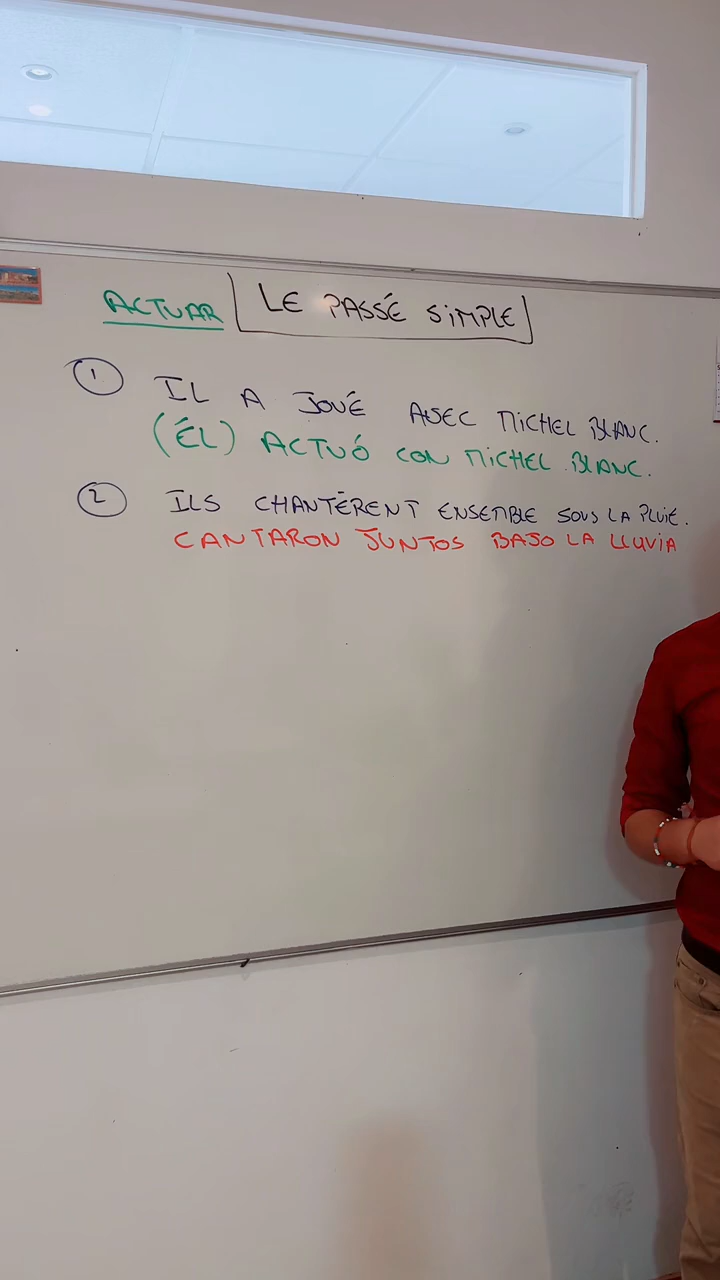 ACTUAR LE PASSÉ SIMPLE
1 IL A JOUÉ AVEC MICHEL BLANC.
(ÉL) ACTUÓ CON MICHEL BLANC.
2 ILS CHANTÈRENT ENSEMBLE SOUS LA PLUIE.
CANTARON JUNTOS BAJO LA LLUVIA